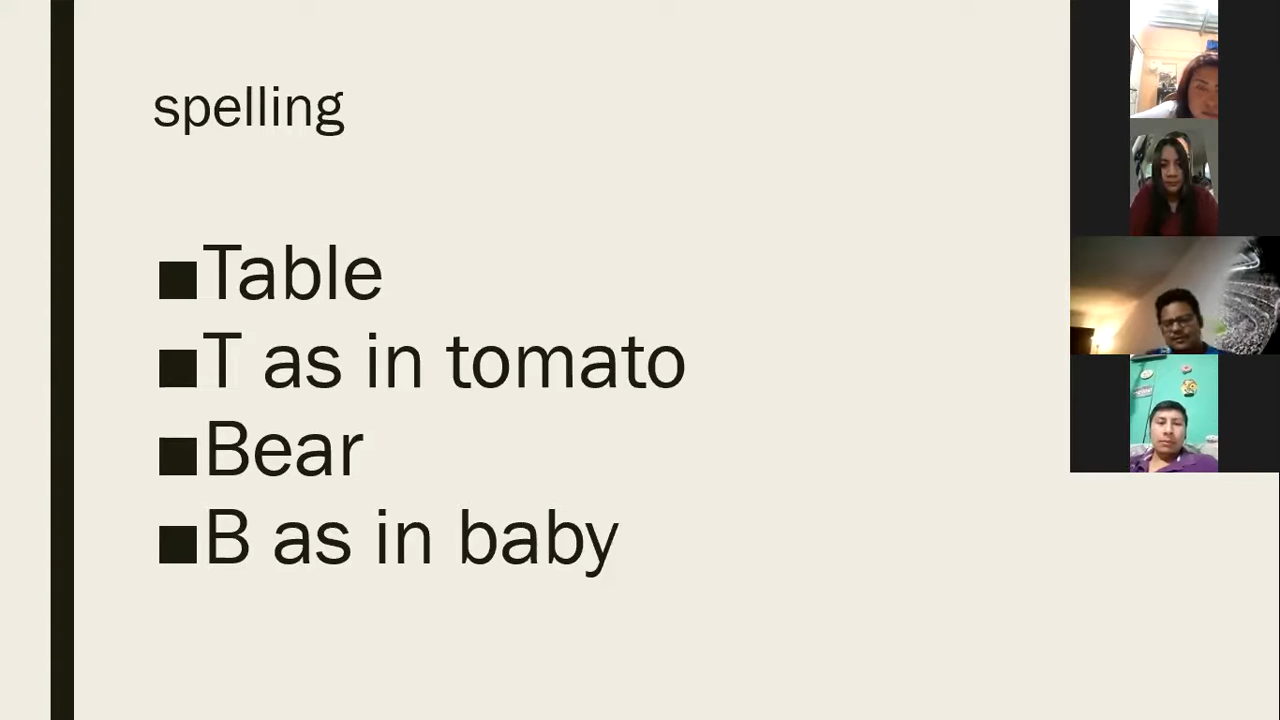 spelling
■Table
■T as in tomato
■Bear
■B as in baby